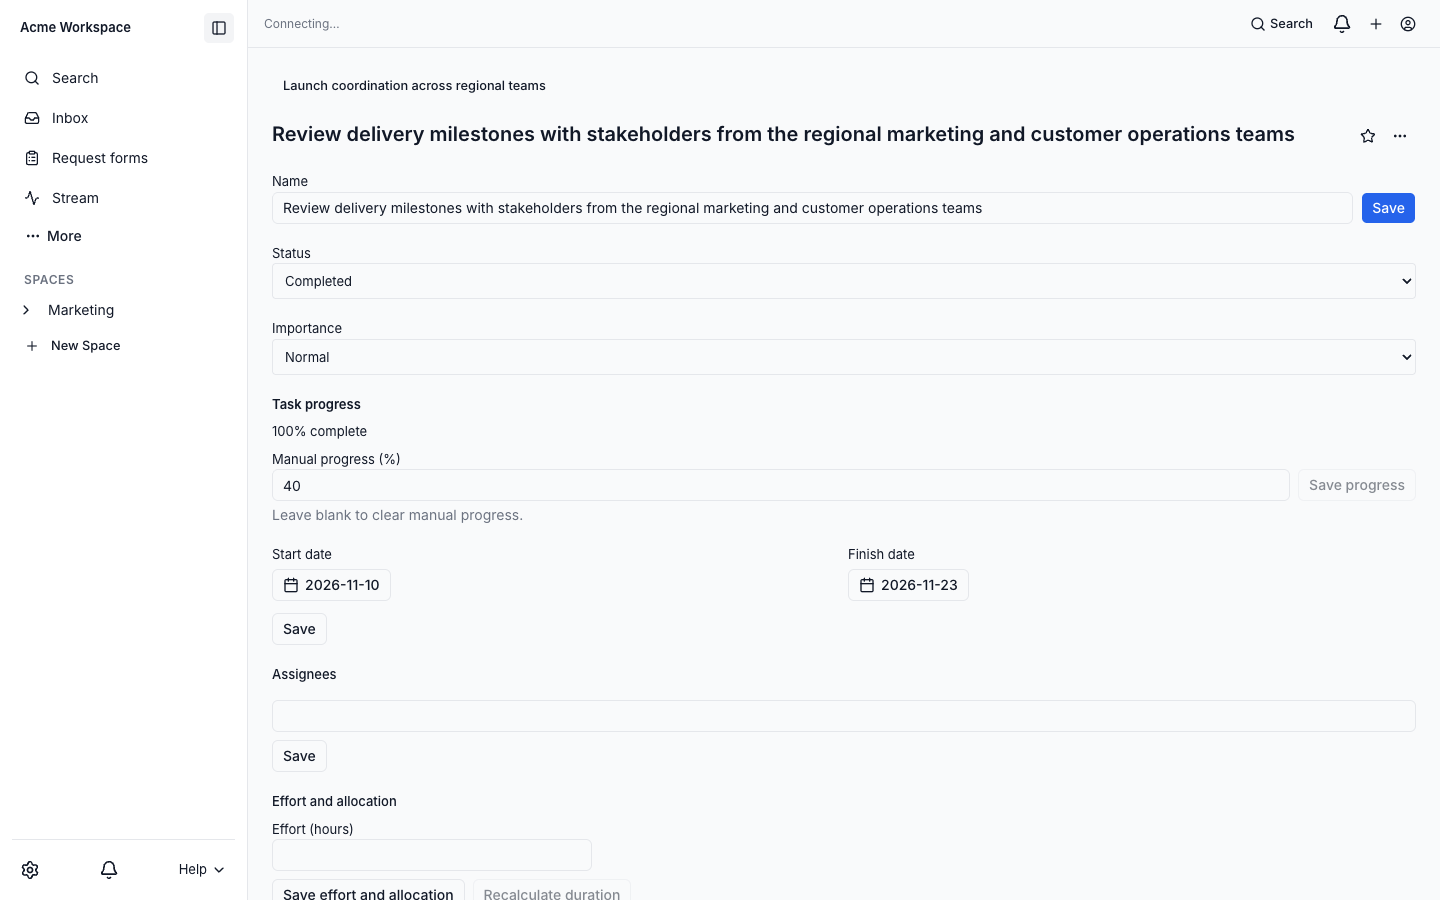 Acme Workspace
Search
Inbox
Request forms
Stream
More
SPACES
Marketing
New Space
Help
Connecting...
Search
Launch coordination across regional teams
Review delivery milestones with stakeholders from the regional marketing and customer operations teams
Name
Review delivery milestones with stakeholders from the regional marketing and customer operations teams
Save
Status
Completed
Importance
Normal
Task progress
100% complete
Manual progress (%)
40
Save progress
Leave blank to clear manual progress.
Start date
Finish date
2026-11-10
2026-11-23
Save
Assignees
Save
Effort and allocation
Effort (hours)
Save effort and allocation
Recalculate duration